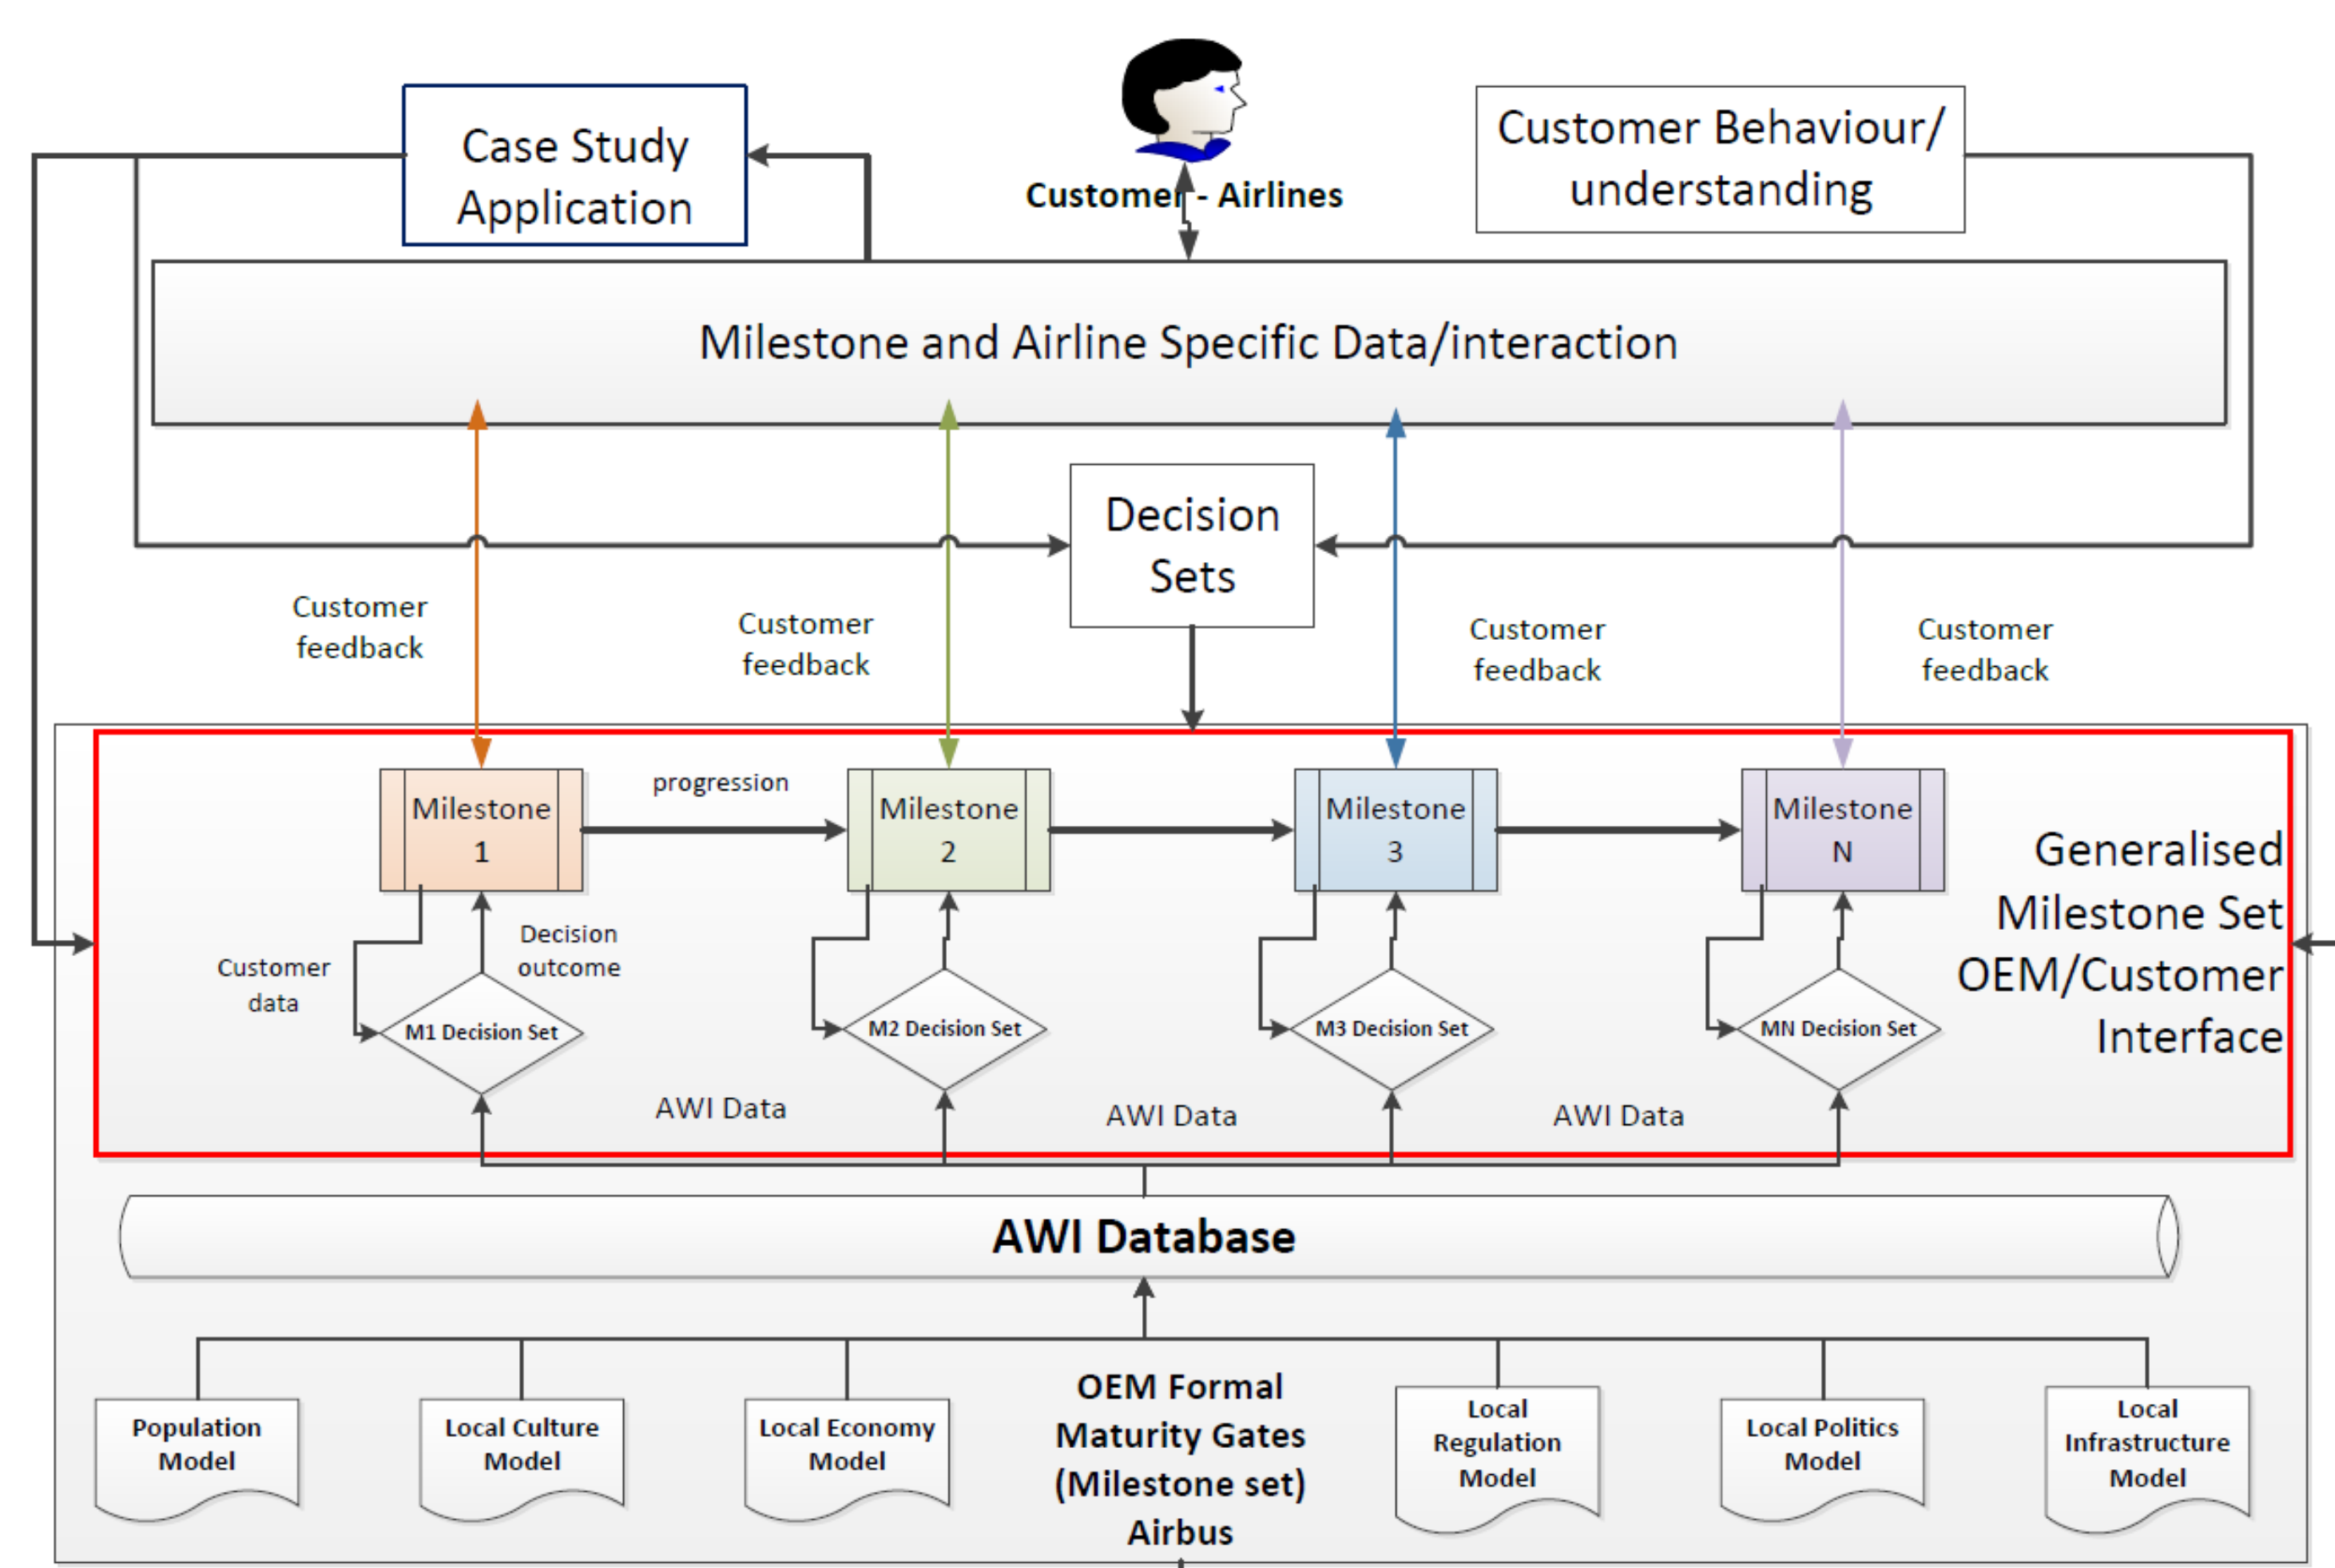 Case Study
Application
Customer - Airlines
Customer Behaviour/
understanding
Milestone and Airline Specific Data/interaction
Decision
Sets
Customer
feedback
Customer
feedback
Customer
feedback
Customer
feedback
Milestone
1
progression
Milestone
2
Milestone
3
Milestone
N
Generalised
Milestone Set
OEM/Customer
Interface
Customer
data
Decision
outcome
M1 Decision Set
M2 Decision Set
M3 Decision Set
MN Decision Set
AWI Data
AWI Data
AWI Data
AWI Database
Population
Model
Local Culture
Model
Local Economy
Model
OEM Formal
Maturity Gates
(Milestone set)
Airbus
Local
Regulation
Model
Local Politics
Model
Local
Infrastructure
Model